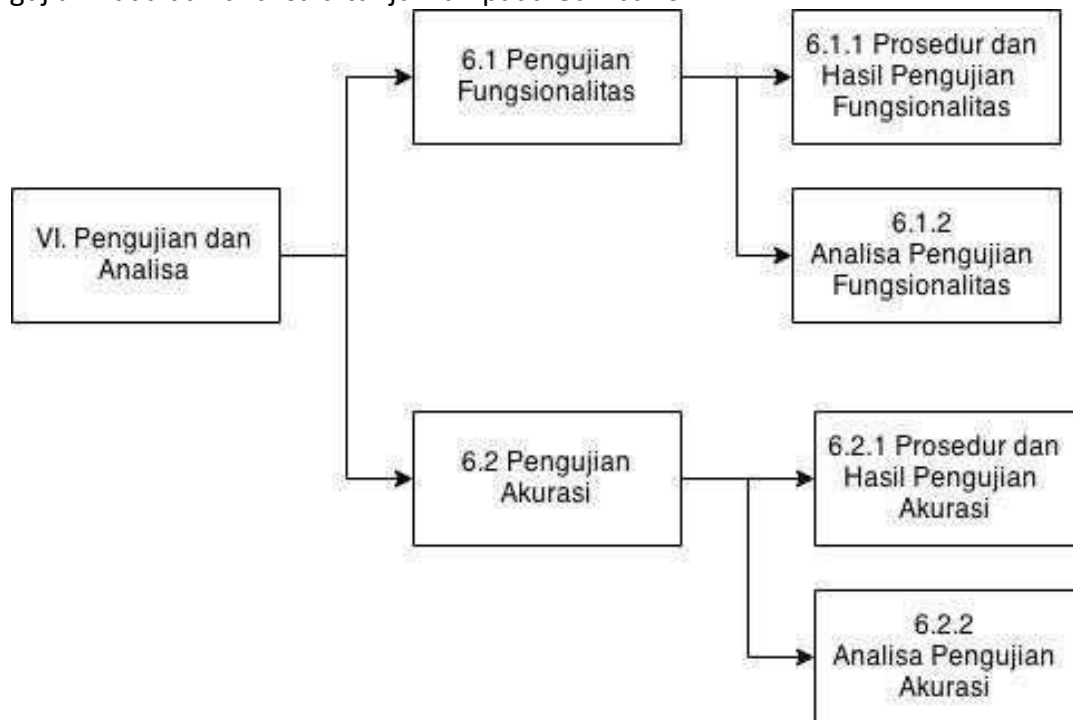 6.1 Pengujian
Fungsionalitas
6.1.1 Prosedur dan
Hasil Pengujian
Fungsionalitas
VI. Pengujian dan
Analisa
6.1.2
Analisa Pengujian
Fungsionalitas
6.2 Pengujian
Akurasi
6.2.1 Prosedur dan
Hasil Pengujian
Akurasi
6.2.2
Analisa Pengujian
Akurasi